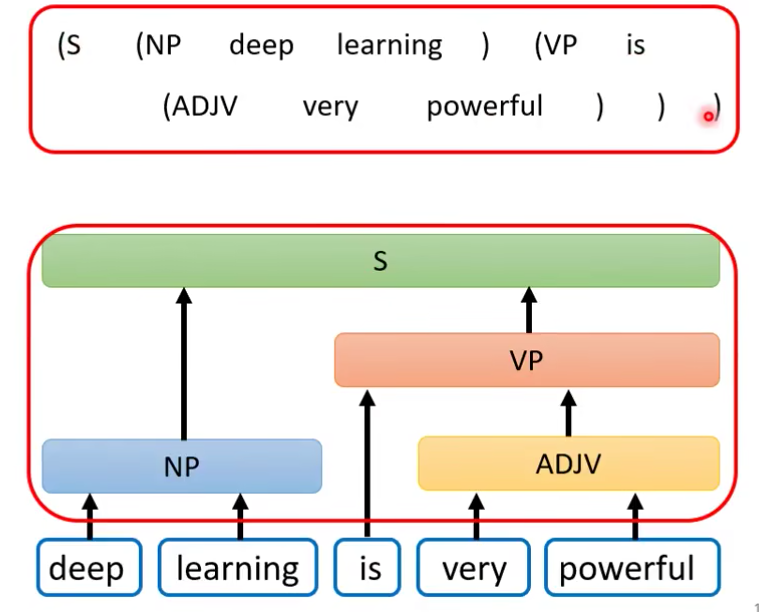 (S (NP deep learning ) (VP is
(ADJV very powerful ) ) )
S
VP
NP ADJV
deep learning is very powerful
1